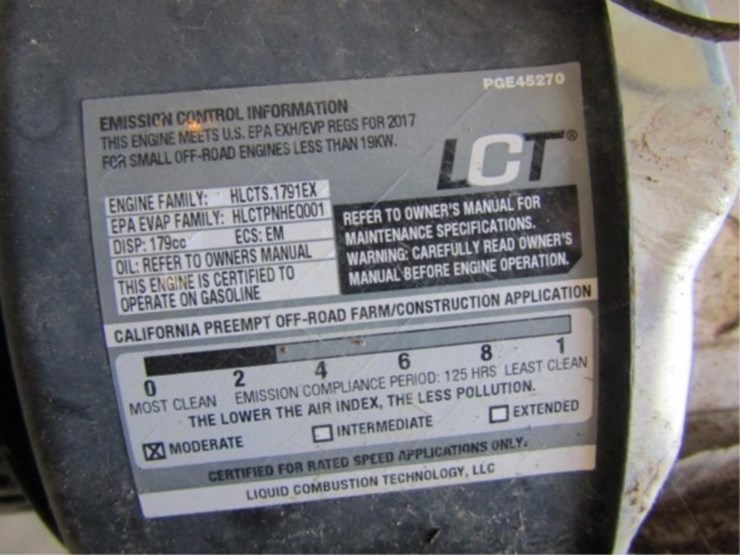 PGE45270
EMISSION CONTROL INFORMATION
THIS ENGINE MEETS U.S. EPA EXH/EVP REGS FOR 2017
FOR SMALL OFF-ROAD ENGINES LESS THAN 19KW.
LCT®
ENGINE FAMILY: HLCTS.1791EX
EPA EVAP FAMILY: HLCTPNHEQ001
DISP: 179cc ECS: EM
OIL: REFER TO OWNERS MANUAL
THIS ENGINE IS CERTIFIED TO
OPERATE ON GASOLINE
REFER TO OWNER'S MANUAL FOR
MAINTENANCE SPECIFICATIONS.
WARNING: CAREFULLY READ OWNER'S
MANUAL BEFORE ENGINE OPERATION.
CALIFORNIA PREEMPT OFF-ROAD FARM/CONSTRUCTION APPLICATION
0 2 4 6 8 1
MOST CLEAN EMISSION COMPLIANCE PERIOD: 125 HRS LEAST CLEAN
THE LOWER THE AIR INDEX, THE LESS POLLUTION.
☒ MODERATE ☐ INTERMEDIATE ☐ EXTENDED
CERTIFIED FOR RATED SPEED APPLICATIONS ONLY.
LIQUID COMBUSTION TECHNOLOGY, LLC